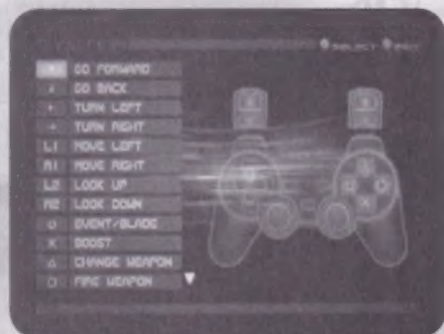 SELECT
GO FORWARD
GO BACK
TURN LEFT
TURN RIGHT
L1 MOVE LEFT
R1 MOVE RIGHT
L2 LOOK UP
R2 LOOK DOWN
O EVENT/BLADE
X BOOST
△ CHANGE WEAPON
□ FIRE WEAPON